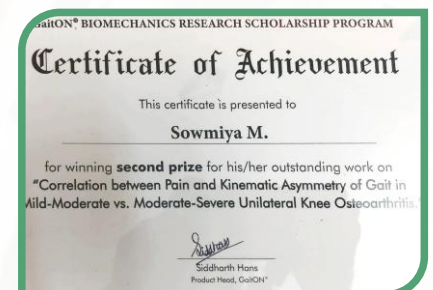 GaitON® BIOMECHANICS RESEARCH SCHOLARSHIP PROGRAM
Certificate of Achievement
This certificate is presented to
Sowmiya M.
for winning second prize for his/her outstanding work on
"Correlation between Pain and Kinematic Asymmetry of Gait in
Mild-Moderate vs. Moderate-Severe Unilateral Knee Osteoarthritis."
Siddharth Hans
Product Head, GaitON®